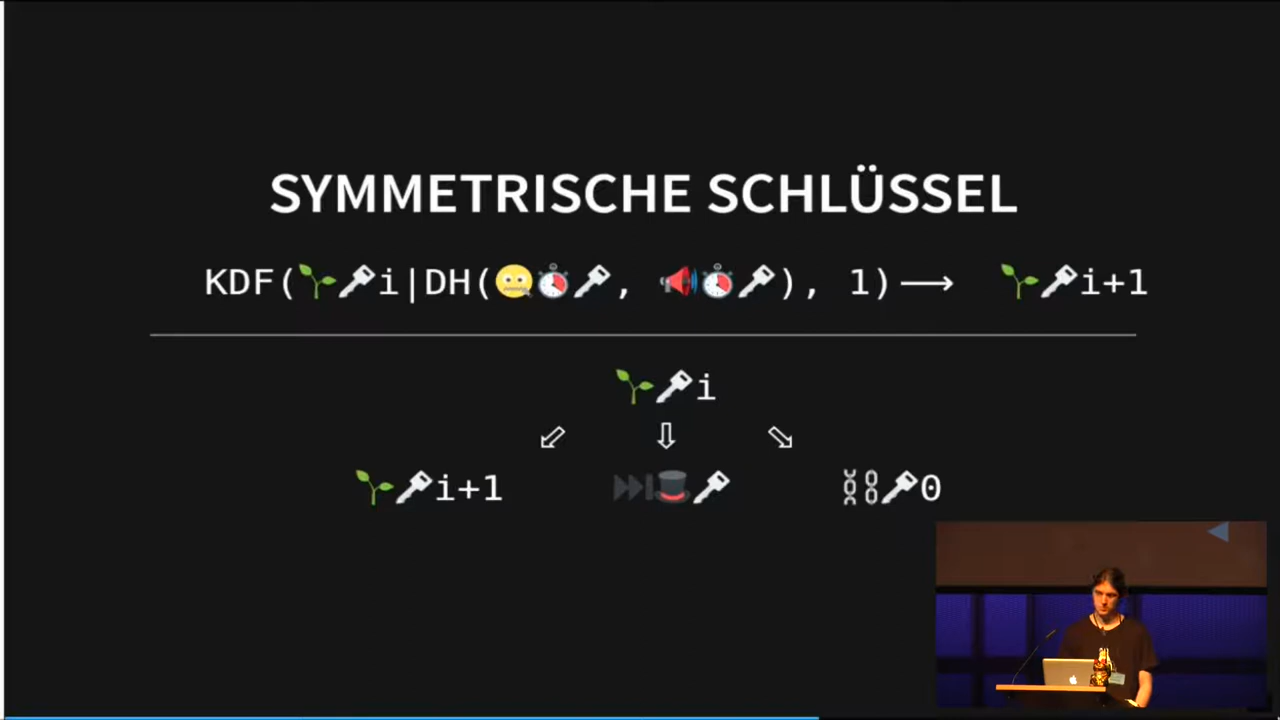 SYMMETRISCHE SCHLÜSSEL
KDF(🌱🔑i|DH(🤐⏱🔑, 📢⏱🔑), 1)⟶ 🌱🔑i+1
🌱🔑i
⬃ ⇩ ⬂
🌱🔑i+1 ⏭🎩🔑 ⛓🔑0